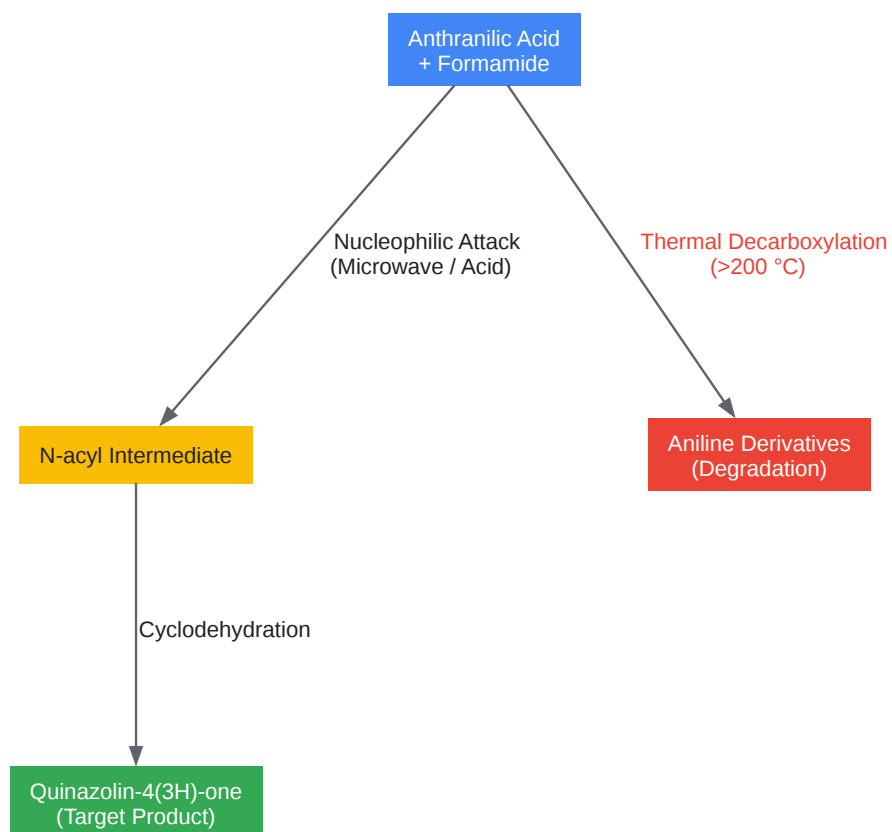 Anthranilic Acid
+ Formamide
Nucleophilic Attack
(Microwave / Acid)
Thermal Decarboxylation
(>200 °C)
N-acyl Intermediate
Aniline Derivatives
(Degradation)
Cyclodehydration
Quinazolin-4(3H)-one
(Target Product)